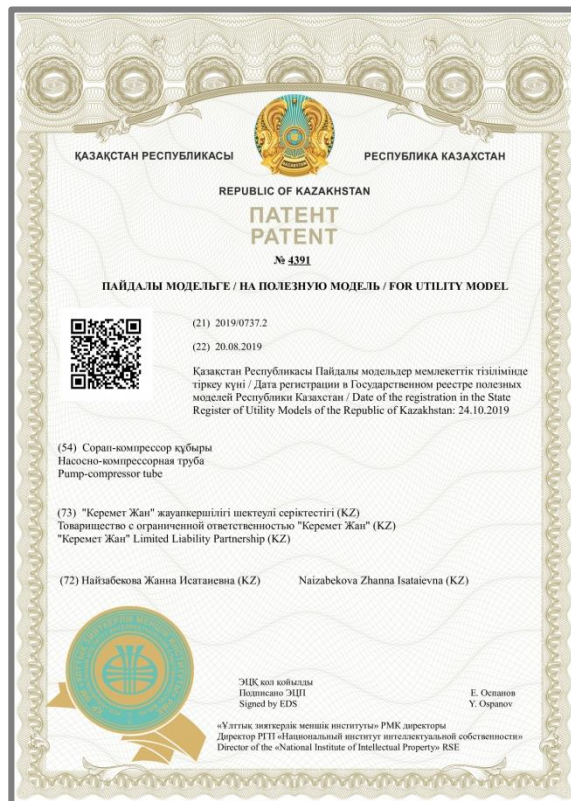 ҚАЗАҚСТАН РЕСПУБЛИКАСЫ
РЕСПУБЛИКА КАЗАХСТАН
REPUBLIC OF KAZAKHSTAN
ПАТЕНТ
PATENT
№ 4391
ПАЙДАЛЫ МОДЕЛЬГЕ / НА ПОЛЕЗНУЮ МОДЕЛЬ / FOR UTILITY MODEL
(21) 2019/0737.2
(22) 20.08.2019
Қазақстан Республикасы Пайдалы модельдер мемлекеттік тізілімінде
тіркеу күні / Дата регистрации в Государственном реестре полезных
моделей Республики Казахстан / Date of the registration in the State
Register of Utility Models of the Republic of Kazakhstan: 24.10.2019
(54) Сорап-компрессор құбыры
Насосно-компрессорная труба
Pump-compressor tube
(73) "Керемет Жан" жауапкершілігі шектеулі серіктестігі (KZ)
Товарищество с ограниченной ответственностью "Керемет Жан" (KZ)
"Керемет Жан" Limited Liability Partnership (KZ)
(72) Найзабекова Жанна Исатаиевна (KZ) Naizabekova Zhanna Isataievna (KZ)
ЭЦҚ қол қойылды
Подписано ЭЦП
Signed by EDS
Е. Оспанов
Y. Ospanov
«Ұлттық зияткерлік меншік институты» РМК директоры
Директор РГП «Национальный институт интеллектуальной собственности»
Director of the «National Institute of Intellectual Property» RSE